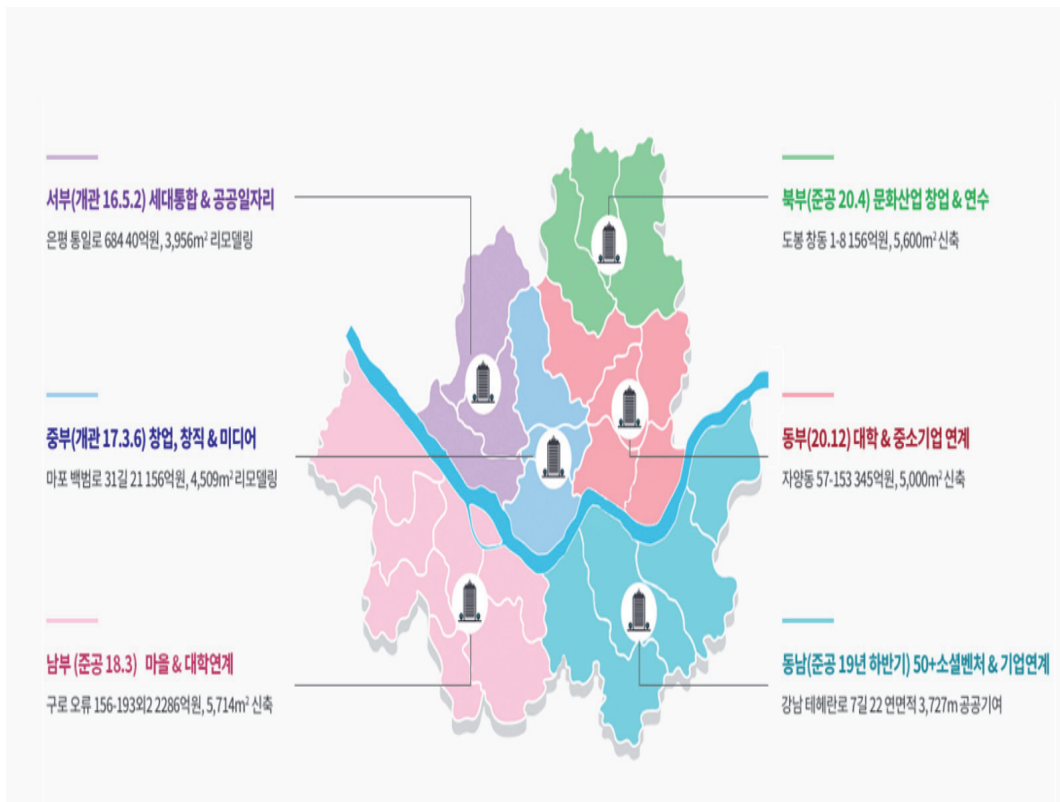 서부(개관 16.5.2) 세대통합 & 공공일자리
은평 통일로 684 40억원, 3,956m² 리모델링
중부(개관 17.3.6) 창업, 창직 & 미디어
마포 백범로 31길 21 156억원, 4,509m² 리모델링
남부 (준공 18.3) 마을 & 대학연계
구로 오류 156-193외2 2286억원, 5,714m² 신축
북부(준공 20.4) 문화산업 창업 & 연수
도봉 창동 1-8 156억원, 5,600m² 신축
동부(20.12) 대학 & 중소기업 연계
자양동 57-153 345억원, 5,000m² 신축
동남(준공 19년 하반기) 50+소셜벤처 & 기업연계
강남 테헤란로 7길 22 연면적 3,727m 공공기여